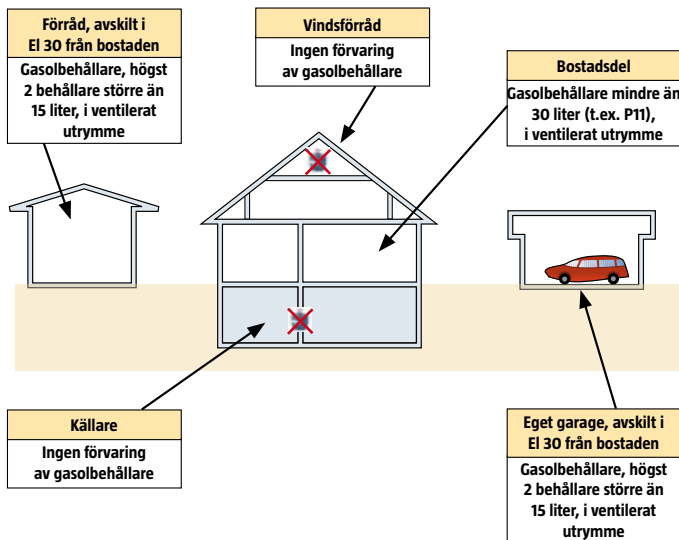 Förråd, avskilt i
El 30 från bostaden
Gasolbehållare, högst
2 behållare större än
15 liter, i ventilerat
utrymme
Vindsförråd
Ingen förvaring
av gasolbehållare
Bostadsdel
Gasolbehållare mindre än
30 liter (t.ex. P11),
i ventilerat utrymme
Källare
Ingen förvaring
av gasolbehållare
Eget garage, avskilt i
El 30 från bostaden
Gasolbehållare, högst
2 behållare större än
15 liter, i ventilerat
utrymme